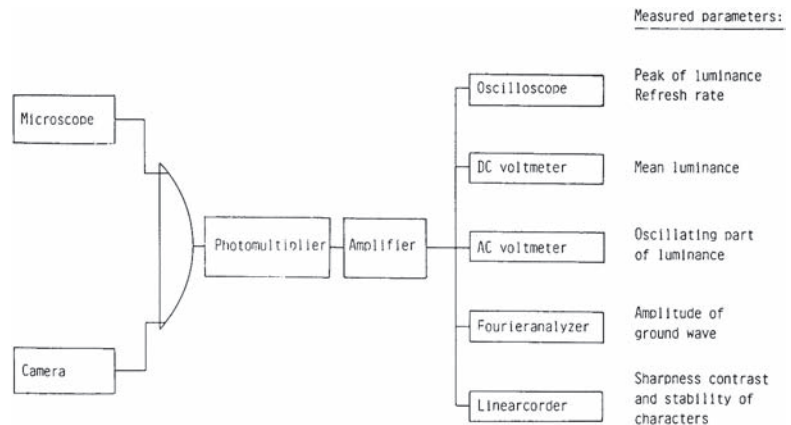 Measured parameters:
Microscope
Camera
Photomultiplier
Amplifier
Oscilloscope
Peak of luminance
Refresh rate
DC voltmeter
Mean luminance
AC voltmeter
Oscillating part
of luminance
Fourieranalyzer
Amplitude of
ground wave
Linearcorder
Sharpness contrast
and stability of
characters